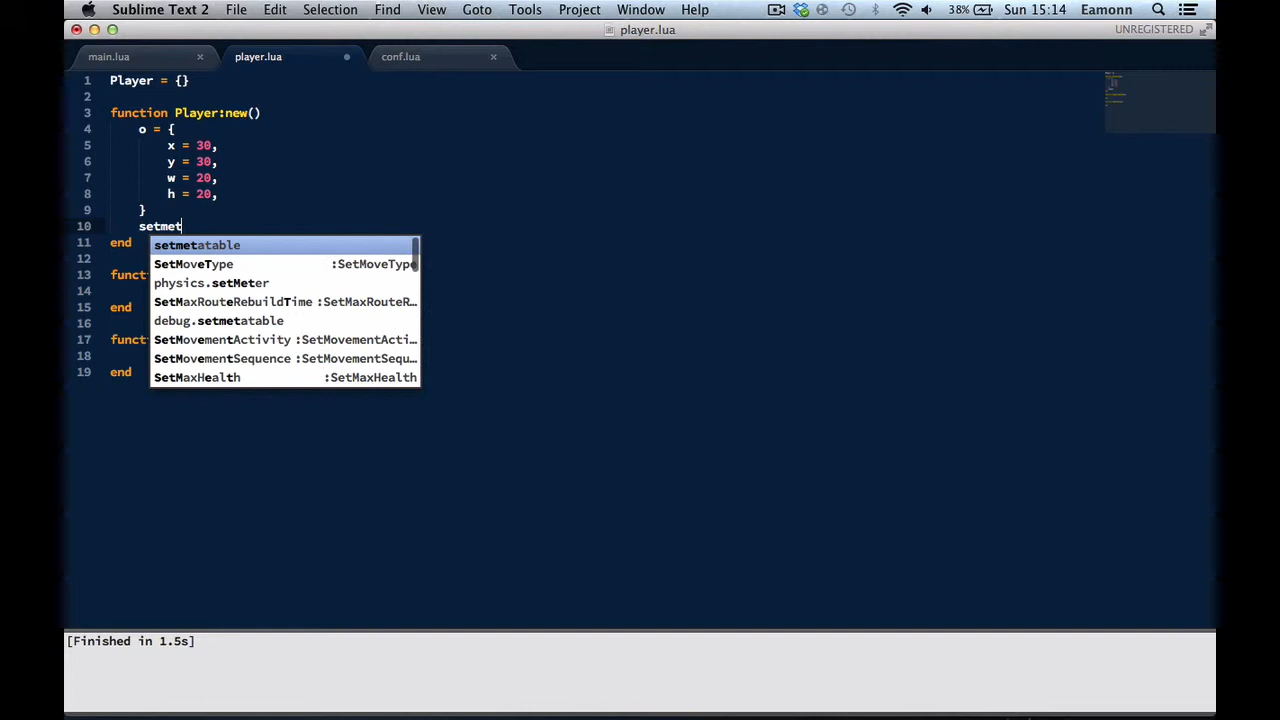 Sublime Text 2 File Edit Selection Find View Goto Tools Project Window Help 38% Sun 15:14 Eamonn
player.lua UNREGISTERED
main.lua × player.lua conf.lua ×
1 Player = {}
2
3 function Player:new()
4 o = {
5 x = 30,
6 y = 30,
7 w = 20,
8 h = 20,
9 }
10 setmet
11 end
setmetatable
12
SetMoveType :SetMoveType
13 funct
physics.setMeter
14
SetMaxRouteRebuildTime :SetMaxRouteR…
15 end
debug.setmetatable
16
SetMovementActivity :SetMovementActi…
17 funct
SetMovementSequence :SetMovementSequ…
18
19 end
SetMaxHealth :SetMaxHealth
[Finished in 1.5s]